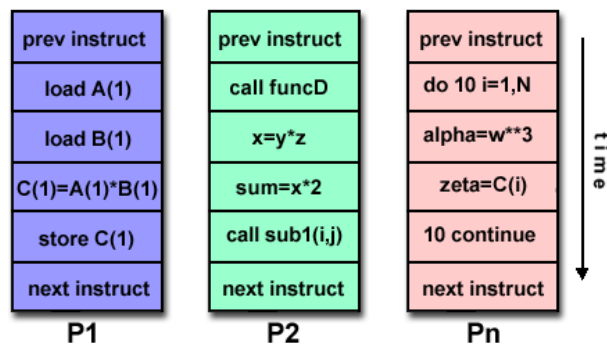 prev instruct
load A(1)
load B(1)
C(1)=A(1)*B(1)
store C(1)
next instruct
P1
prev instruct
call funcD
x=y*z
sum=x*2
call sub1(i,j)
next instruct
P2
prev instruct
do 10 i=1,N
alpha=w**3
zeta=C(i)
10 continue
next instruct
Pn
time